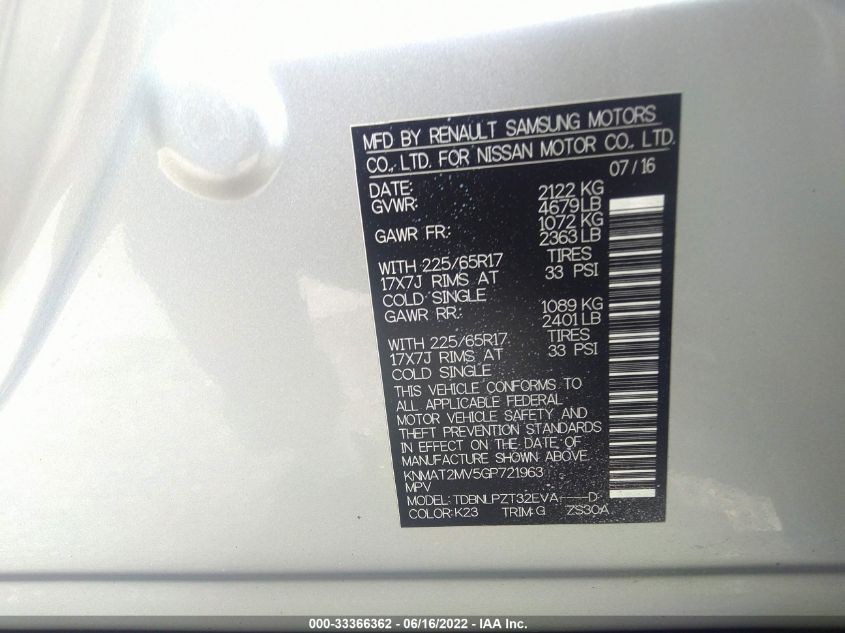 MFD BY RENAULT SAMSUNG MOTORS
CO., LTD. FOR NISSAN MOTOR CO., LTD.
DATE: 07/16
GVWR: 2122 KG
4679LB
GAWR FR: 1072 KG
2363 LB
WITH 225/65R17 TIRES
17X7J RIMS AT 33 PSI
COLD SINGLE
GAWR RR: 1089 KG
2401 LB
WITH 225/65R17 TIRES
17X7J RIMS AT 33 PSI
COLD SINGLE
THIS VEHICLE CONFORMS TO
ALL APPLICABLE FEDERAL
MOTOR VEHICLE SAFETY AND
THEFT PREVENTION STANDARDS
IN EFFECT ON THE DATE OF
MANUFACTURE SHOWN ABOVE.
KNMAT2MV5GP721963
MPV
MODEL: TDBNLPZT32EVA----D-
COLOR:K23 TRIM:G ZS30A
000-33366362 - 06/16/2022 - IAA Inc.